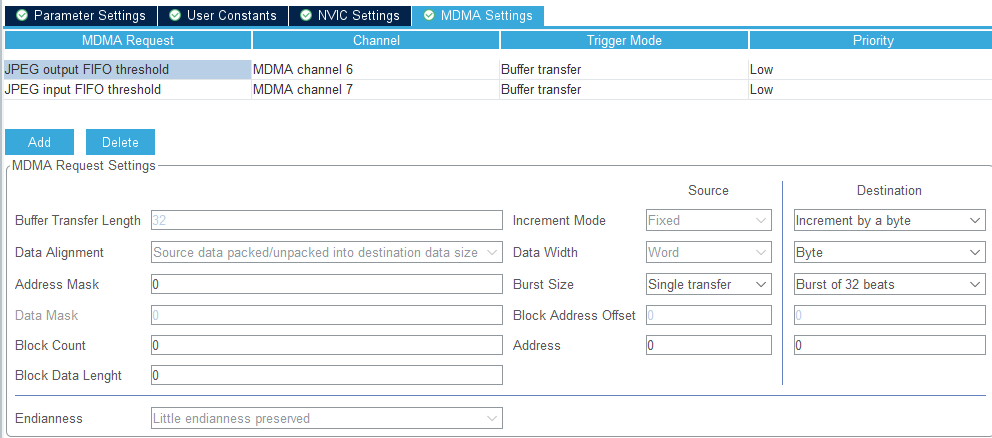 Parameter Settings User Constants NVIC Settings MDMA Settings
MDMA Request Channel Trigger Mode Priority
JPEG output FIFO threshold MDMA channel 6 Buffer transfer Low
JPEG input FIFO threshold MDMA channel 7 Buffer transfer Low
Add Delete
MDMA Request Settings
Source Destination
Buffer Transfer Length 32 Increment Mode Fixed Increment by a byte
Data Alignment Source data packed/unpacked into destination data size Data Width Word Byte
Address Mask 0 Burst Size Single transfer Burst of 32 beats
Data Mask 0 Block Address Offset 0 0
Block Count 0 Address 0 0
Block Data Lenght 0
Endianness Little endianness preserved